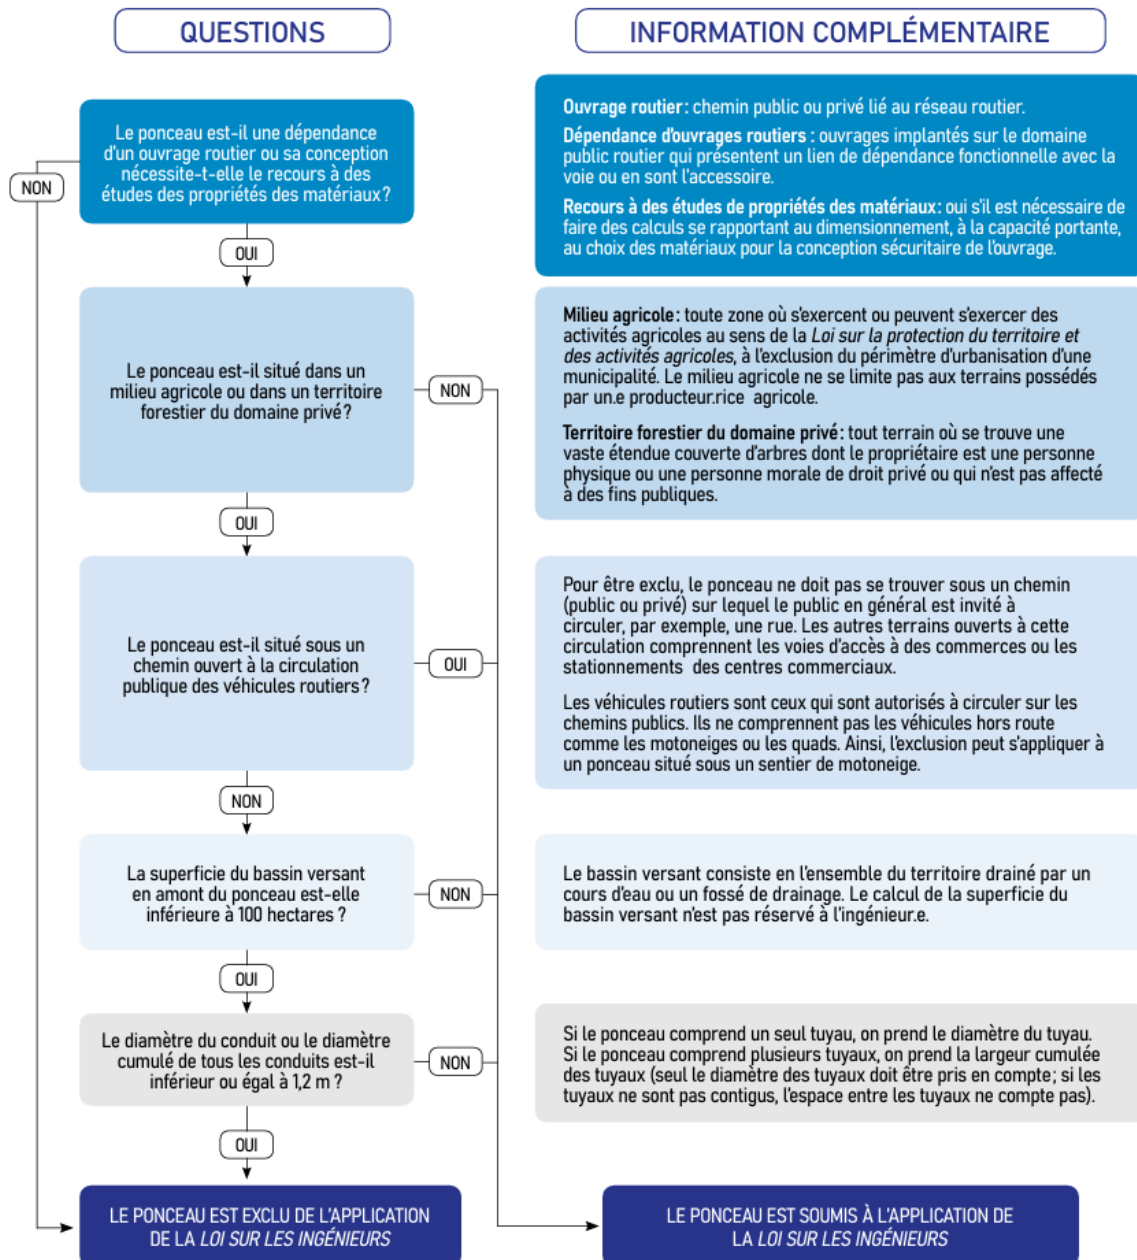 QUESTIONS
INFORMATION COMPLÉMENTAIRE
Le ponceau est-il une dépendance
d'un ouvrage routier ou sa conception
nécessite-t-elle le recours à des
études des propriétés des matériaux?
Ouvrage routier : chemin public ou privé lié au réseau routier.
Dépendance d'ouvrages routiers : ouvrages implantés sur le domaine
public routier qui présentent un lien de dépendance fonctionnelle avec la
voie ou en sont l'accessoire.
Recours à des études de propriétés des matériaux : oui s'il est nécessaire de
faire des calculs se rapportant au dimensionnement, à la capacité portante,
au choix des matériaux pour la conception sécuritaire de l'ouvrage.
NON
OUI
Le ponceau est-il situé dans un
milieu agricole ou dans un territoire
forestier du domaine privé?
NON
Milieu agricole : toute zone où s'exercent ou peuvent s'exercer des
activités agricoles au sens de la Loi sur la protection du territoire et
des activités agricoles, à l'exclusion du périmètre d'urbanisation d'une
municipalité. Le milieu agricole ne se limite pas aux terrains possédés
par un.e producteur.rice agricole.
Territoire forestier du domaine privé : tout terrain où se trouve une
vaste étendue couverte d'arbres dont le propriétaire est une personne
physique ou une personne morale de droit privé ou qui n'est pas affecté
à des fins publiques.
OUI
Le ponceau est-il situé sous un
chemin ouvert à la circulation
publique des véhicules routiers?
OUI
Pour être exclu, le ponceau ne doit pas se trouver sous un chemin
(public ou privé) sur lequel le public en général est invité à
circuler, par exemple, une rue. Les autres terrains ouverts à cette
circulation comprennent les voies d'accès à des commerces ou les
stationnements des centres commerciaux.
Les véhicules routiers sont ceux qui sont autorisés à circuler sur les
chemins publics. Ils ne comprennent pas les véhicules hors route
comme les motoneiges ou les quads. Ainsi, l'exclusion peut s'appliquer à
un ponceau situé sous un sentier de motoneige.
NON
La superficie du bassin versant
en amont du ponceau est-elle
inférieure à 100 hectares ?
NON
Le bassin versant consiste en l'ensemble du territoire drainé par un
cours d'eau ou un fossé de drainage. Le calcul de la superficie du
bassin versant n'est pas réservé à l'ingénieur.e.
OUI
Le diamètre du conduit ou le diamètre
cumulé de tous les conduits est-il
inférieur ou égal à 1,2 m ?
NON
Si le ponceau comprend un seul tuyau, on prend le diamètre du tuyau.
Si le ponceau comprend plusieurs tuyaux, on prend la largeur cumulée
des tuyaux (seul le diamètre des tuyaux doit être pris en compte; si les
tuyaux ne sont pas contigus, l'espace entre les tuyaux ne compte pas).
OUI
LE PONCEAU EST EXCLU DE L'APPLICATION
DE LA LOI SUR LES INGÉNIEURS
LE PONCEAU EST SOUMIS À L'APPLICATION DE
LA LOI SUR LES INGÉNIEURS